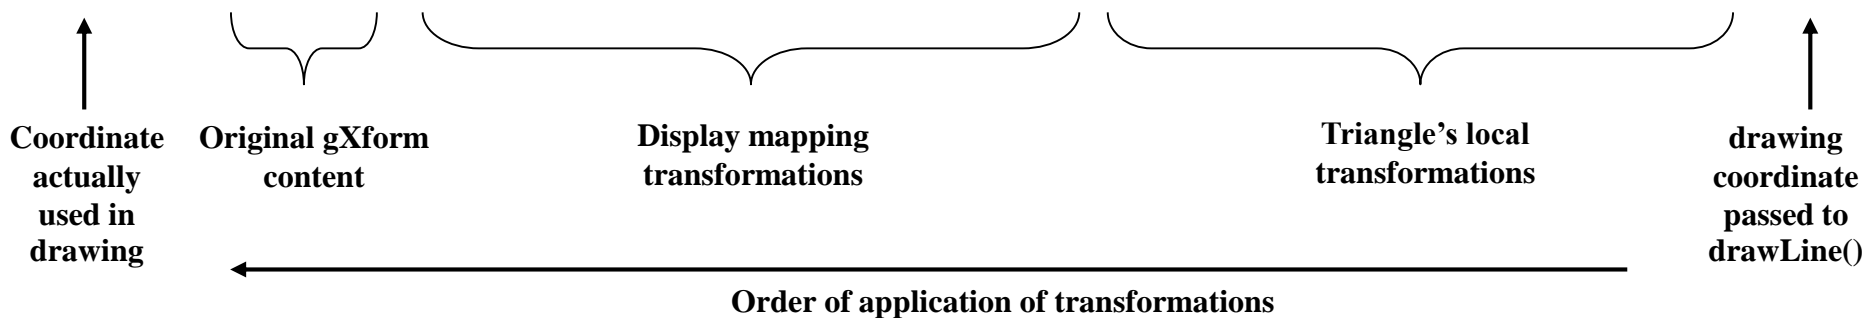 Coordinate
actually
used in
drawing
Original gXform
content
Display mapping
transformations
Triangle’s local
transformations
drawing
coordinate
passed to
drawLine()
Order of application of transformations